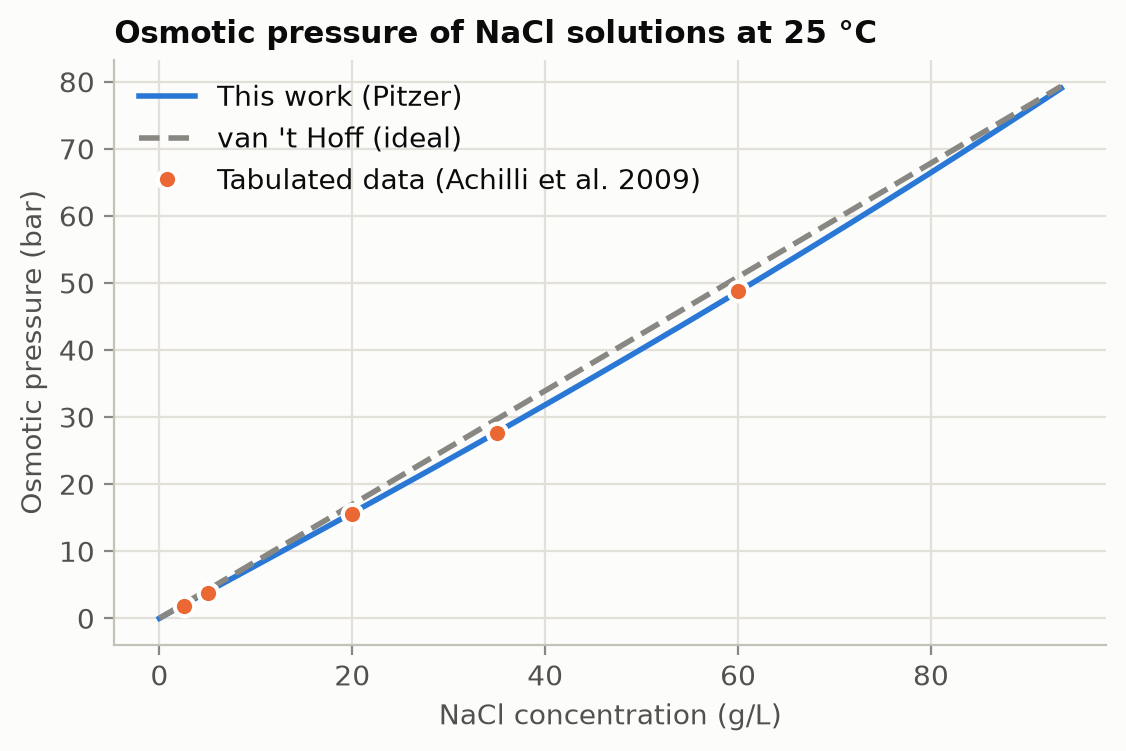 Osmotic pressure of NaCl solutions at 25 °C
This work (Pitzer)
van 't Hoff (ideal)
Tabulated data (Achilli et al. 2009)
Osmotic pressure (bar)
80
70
60
50
40
30
20
10
0
0 20 40 60 80
NaCl concentration (g/L)